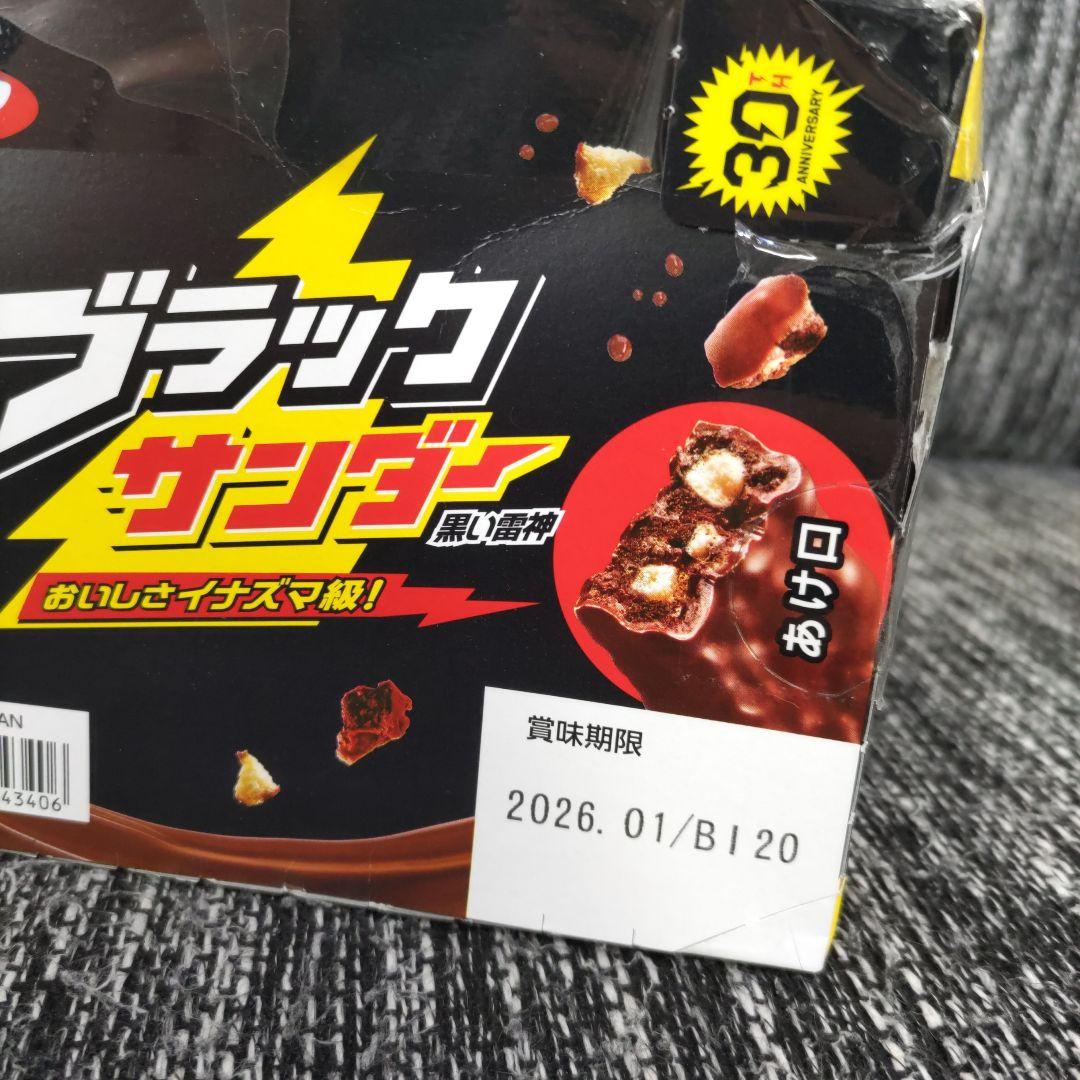 30TH
ANNIVERSARY
ブラック
サンダー
黒い雷神
おいしさイナズマ級!
あけ口
賞味期限
2026. 01/BI20
AN
43406